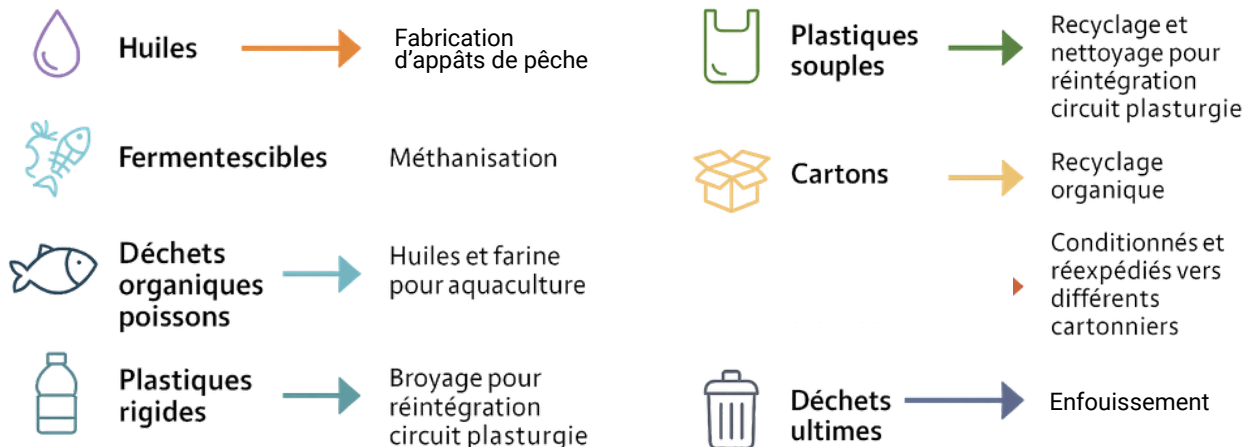 Huiles
Fabrication
d'appâts de pêche
Fermentescibles
Méthanisation
Déchets
organiques
poissons
Huiles et farine
pour aquaculture
Plastiques
rigides
Broyage pour
réintégration
circuit plasturgie
Plastiques
souples
Recyclage et
nettoyage pour
réintégration
circuit plasturgie
Cartons
Recyclage
organique
Conditionnés et
réexpédiés vers
différents
cartonniers
Déchets
ultimes
Enfouissement